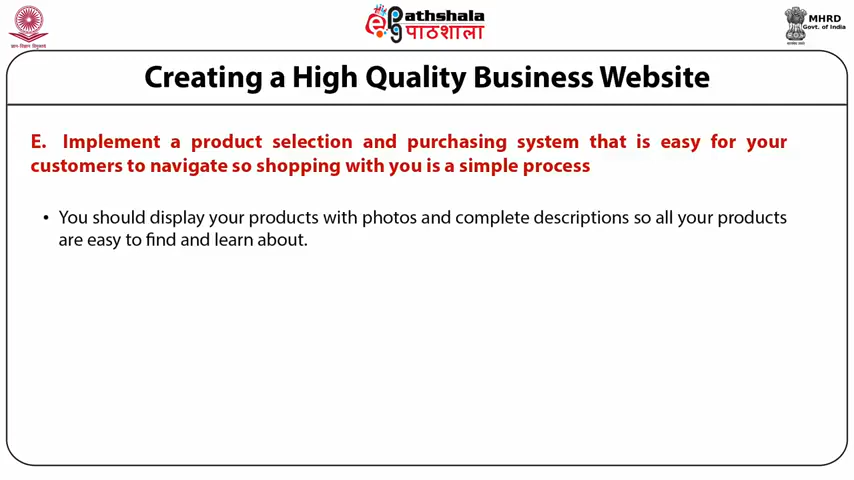 ePathshala
पाठशाला
MHRD
Govt. of India
Creating a High Quality Business Website
E. Implement a product selection and purchasing system that is easy for your
customers to navigate so shopping with you is a simple process
• You should display your products with photos and complete descriptions so all your products
are easy to find and learn about.